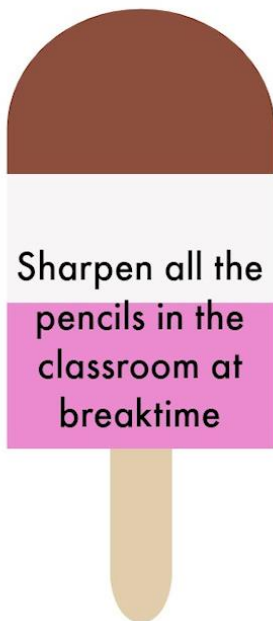 Sharpen all the
pencils in the
classroom at
breaktime